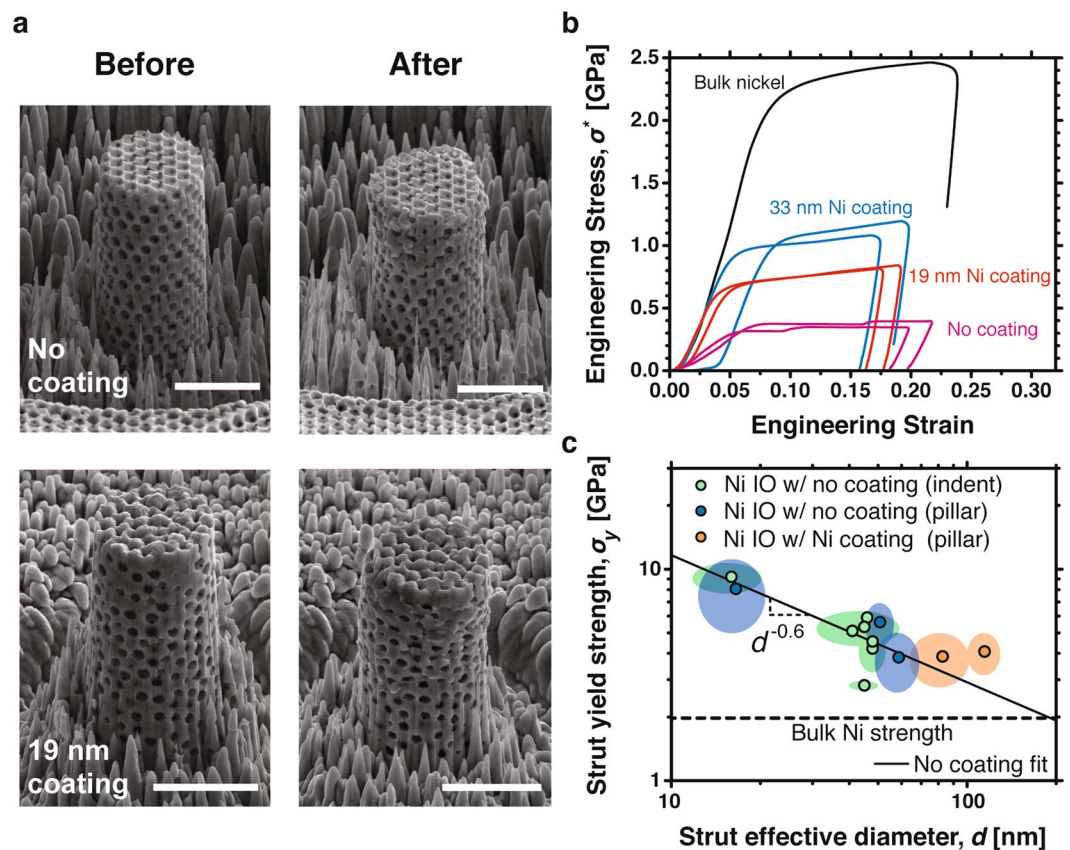 a
Before
After
No
coating
19 nm
coating
b
Engineering Stress, σ* [GPa]
2.5
2.0
1.5
1.0
0.5
0.0
Bulk nickel
33 nm Ni coating
19 nm Ni coating
No coating
0.00 0.05 0.10 0.15 0.20 0.25 0.30
Engineering Strain
c
Strut yield strength, σy [GPa]
10
1
Ni IO w/ no coating (indent)
Ni IO w/ no coating (pillar)
Ni IO w/ Ni coating (pillar)
d-0.6
Bulk Ni strength
No coating fit
10 100
Strut effective diameter, d [nm]